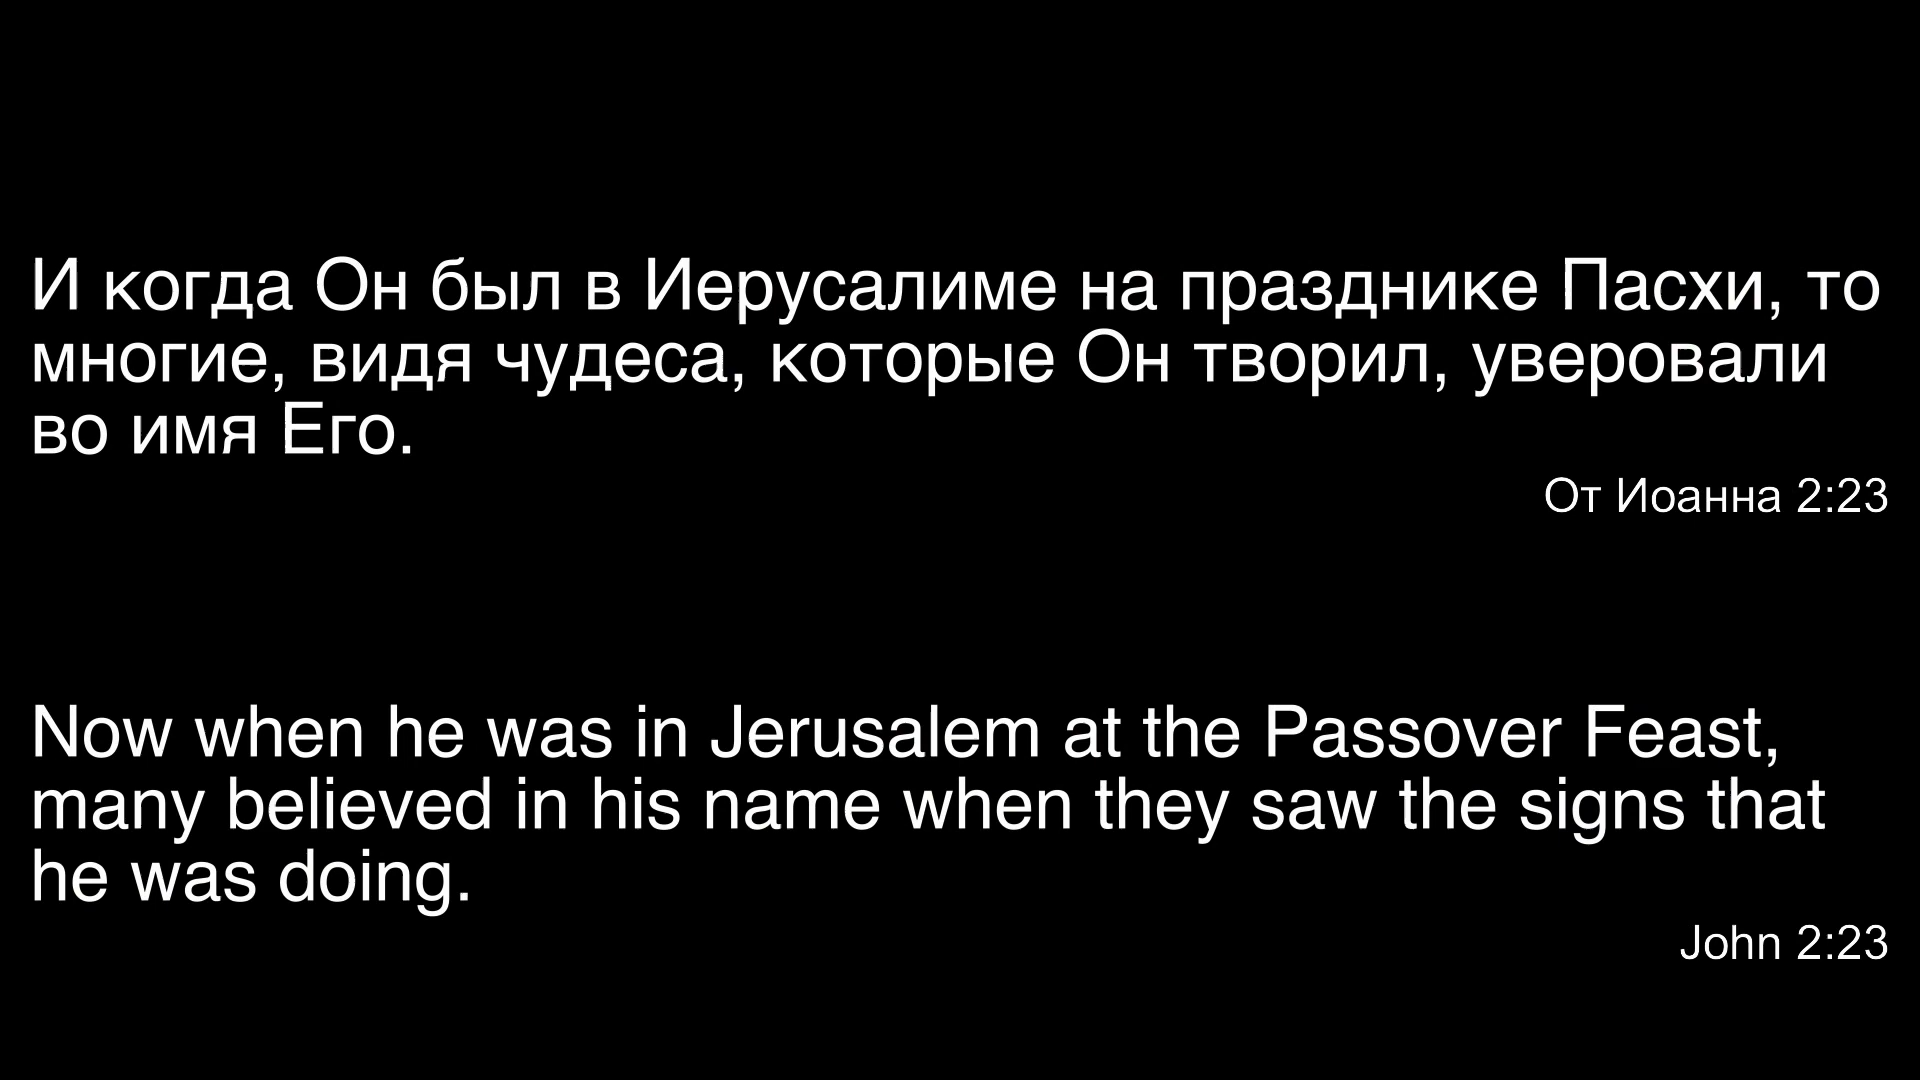 И когда Он был в Иерусалиме на празднике Пасхи, то
многие, видя чудеса, которые Он творил, уверовали
во имя Его.
От Иоанна 2:23
Now when he was in Jerusalem at the Passover Feast,
many believed in his name when they saw the signs that
he was doing.
John 2:23